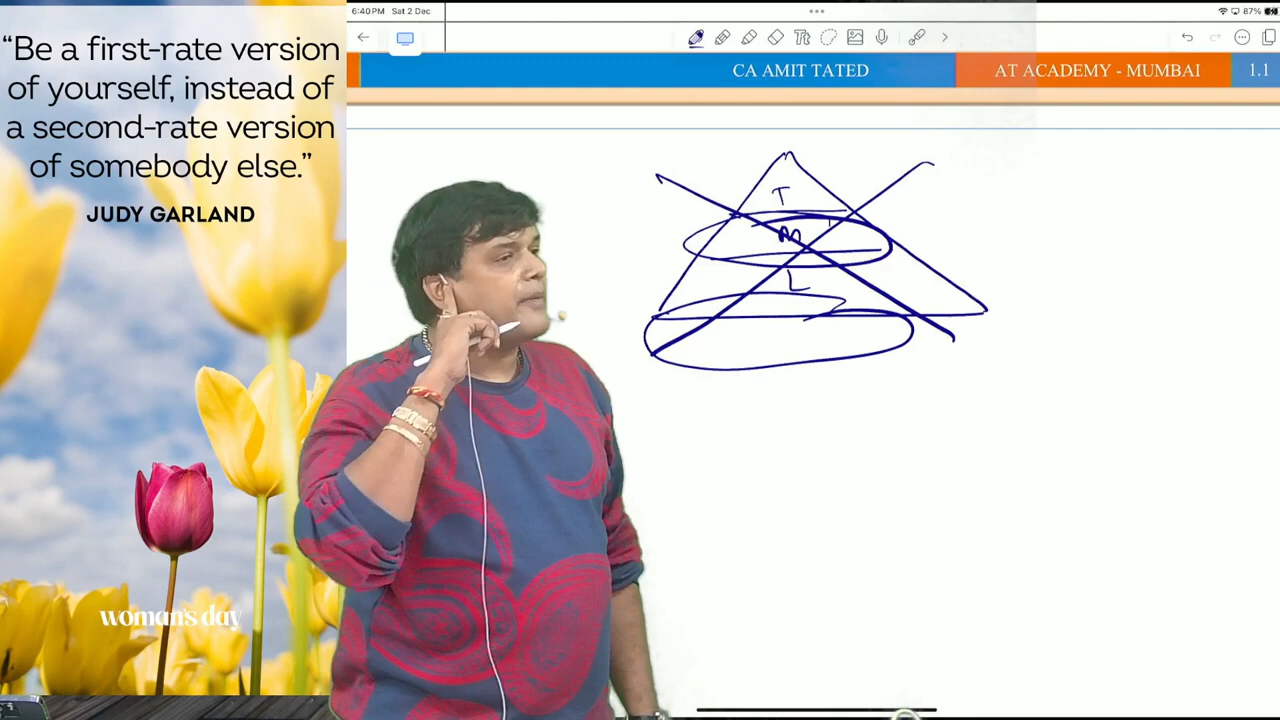 “Be a first-rate version
of yourself, instead of
a second-rate version
of somebody else.”
JUDY GARLAND
woman's day
6:40 PM Sat 2 Dec
87%
CA AMIT TATED
AT ACADEMY - MUMBAI
1.1
T
M
L